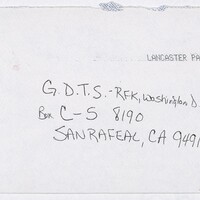 LANCASTER PA
G.D.T.S.-RFK, Washington D.
Box C-S 8190
SANRAFEAL, CA 9491